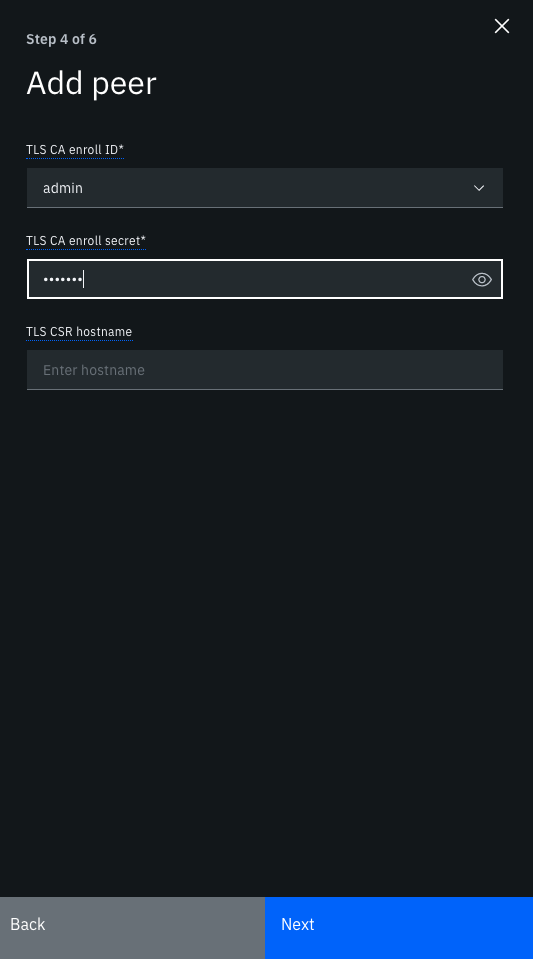 Step 4 of 6
Add peer
TLS CA enroll ID*
admin
TLS CA enroll secret*
•••••••
TLS CSR hostname
Enter hostname
Back
Next